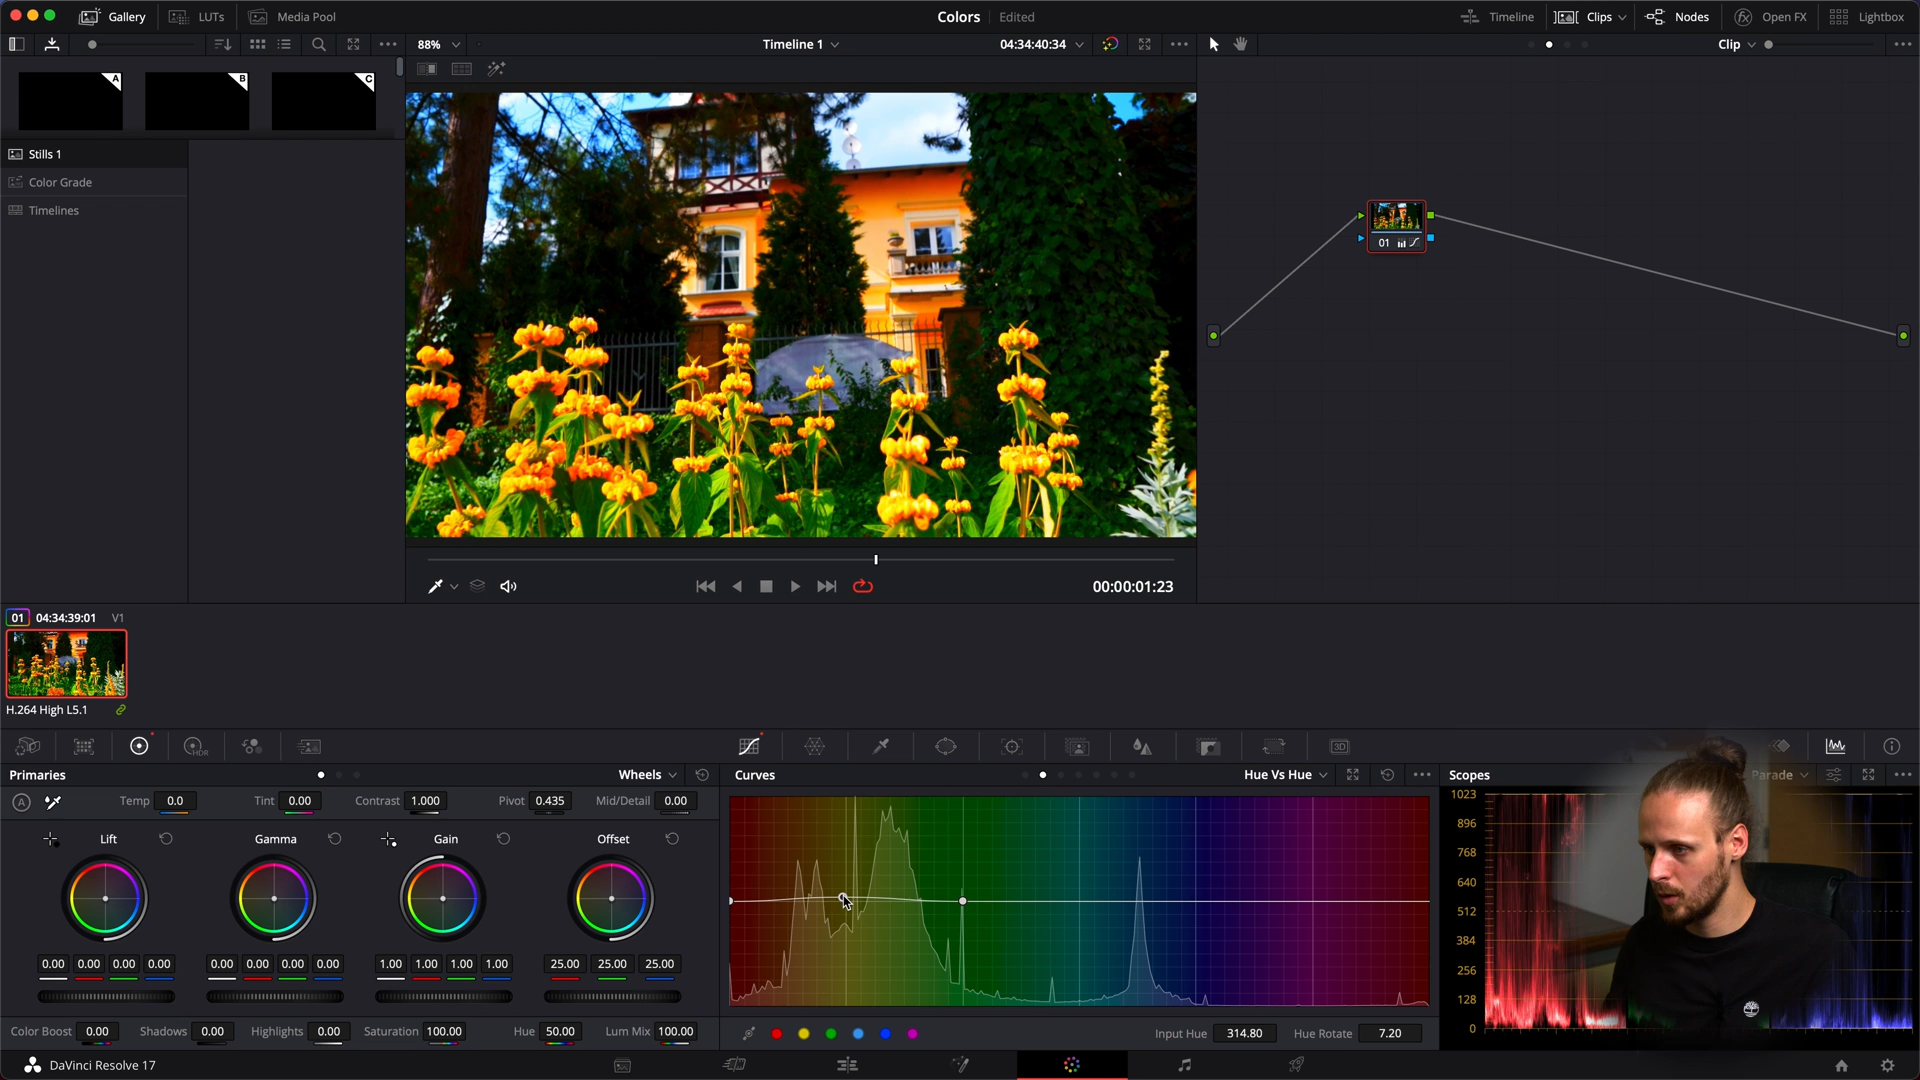 Gallery LUTs Media Pool Colors Edited Timeline Clips Nodes Open FX Lightbox
88% Timeline 1 04:34:40:34 Clip
A B C
Stills 1
Color Grade
Timelines
01
00:00:01:23
01 04:34:39:01 V1
H.264 High L5.1
HDR 3D
Primaries Wheels Curves Hue Vs Hue Scopes Parade
A Temp 0.0 Tint 0.00 Contrast 1.000 Pivot 0.435 Mid/Detail 0.00
Lift Gamma Gain Offset
0.00 0.00 0.00 0.00 0.00 0.00 0.00 0.00 1.00 1.00 1.00 1.00 25.00 25.00 25.00
Color Boost 0.00 Shadows 0.00 Highlights 0.00 Saturation 100.00 Hue 50.00 Lum Mix 100.00
Input Hue 314.80 Hue Rotate 7.20
1023
896
768
640
512
384
256
128
0
DaVinci Resolve 17